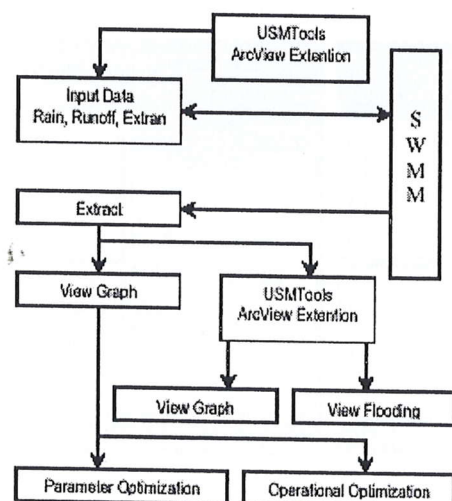 USMTools
ArcView Extention
Input Data
Rain, Runoff, Extran
S
W
M
M
Extract
View Graph
USMTools
ArcView Extention
View Graph
View Flooding
Parameter Optimization
Operational Optimization